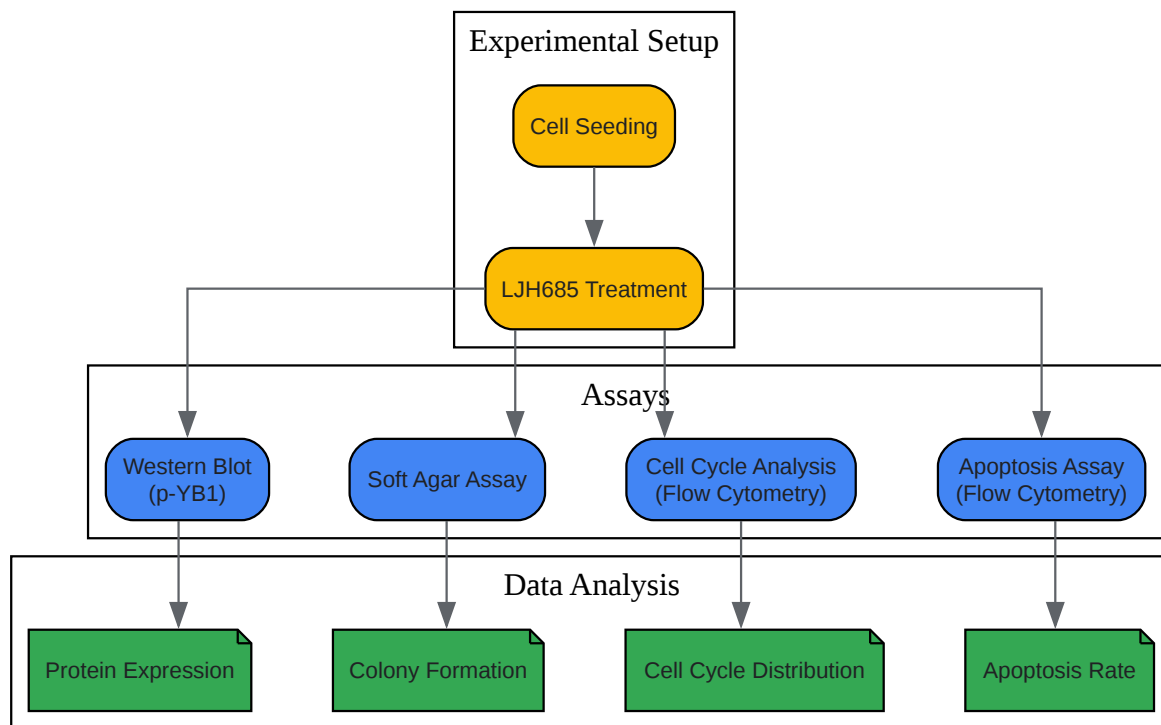 Experimental Setup
Cell Seeding
LJH685 Treatment
Assays
Western Blot
(p-YB1)
Soft Agar Assay
Cell Cycle Analysis
(Flow Cytometry)
Apoptosis Assay
(Flow Cytometry)
Data Analysis
Protein Expression
Colony Formation
Cell Cycle Distribution
Apoptosis Rate